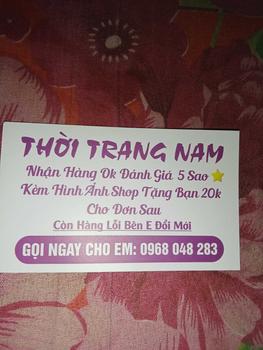 THỜI TRANG NAM
Nhận Hàng Ok Đánh Giá 5 Sao
Kèm Hình Ảnh Shop Tặng Bạn 20k
Cho Đơn Sau
Còn Hàng Lỗi Bên E Đổi Mới
GỌI NGAY CHO EM: 0968 048 283